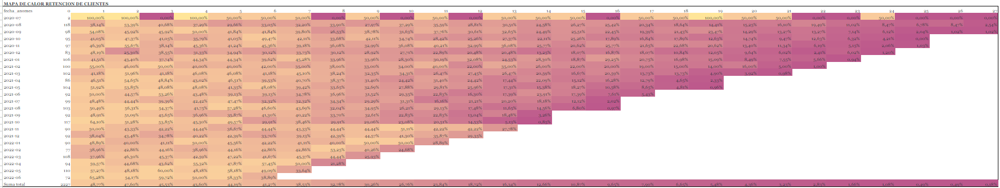 MAPA DE CALOR RETENCION DE CLIENTES
fecha_anomes 0 1 2 3 4 5 6 7 8 9 10 11 12 13 14 15 16 17 18 19 20 21 22 23 24 25 26 27
2020-07 2 100,00% 100,00% 0,00% 100,00% 50,00% 50,00% 50,00% 0,00% 50,00% 0,00% 50,00% 0,00% 50,00% 50,00% 50,00% 0,00% 50,00% 50,00% 100,00% 50,00% 50,00% 0,00% 0,00% 50,00% 0,00% 0,00% 0,00%
2020-08 118 38,14% 53,39% 40,68% 37,29% 29,66% 33,05% 32,20% 33,90% 27,97% 37,29% 35,59% 28,81% 30,51% 24,58% 26,27% 25,42% 20,34% 18,64% 14,41% 15,25% 16,10% 19,49% 11,02% 8,47% 6,78% 8,47% 2,54%
2020-09 98 54,08% 45,92% 45,92% 50,00% 41,84% 41,84% 39,80% 26,53% 38,78% 31,63% 37,76% 30,61% 32,65% 24,49% 25,51% 22,45% 19,39% 21,43% 23,47% 14,29% 13,27% 13,27% 7,14% 6,12% 2,04% 1,02% 1,02%
2020-10 95 41,05% 47,37% 41,05% 35,79% 41,05% 49,47% 42,11% 33,68% 42,11% 34,74% 28,42% 25,26% 27,37% 22,11% 25,26% 17,89% 16,84% 17,89% 12,63% 14,74% 9,47% 12,63% 6,32% 4,21% 0,00%
2020-11 97 46,39% 55,67% 38,14% 45,36% 41,24% 45,36% 39,18% 36,08% 32,99% 36,08% 40,21% 32,99% 36,08% 25,77% 20,62% 25,77% 21,65% 22,68% 20,62% 13,40% 11,34% 6,19% 5,15% 2,06% 1,03%
2020-12 83 48,19% 25,30% 38,55% 31,33% 34,94% 30,12% 33,73% 30,12% 28,92% 27,71% 22,89% 20,48% 20,48% 13,25% 18,07% 16,87% 18,07% 10,84% 12,05% 9,64% 6,02% 2,41% 6,02% 1,20%
2021-01 106 41,51% 43,40% 37,74% 44,34% 44,34% 39,62% 45,28% 33,96% 33,96% 28,30% 30,19% 32,08% 24,53% 28,30% 18,87% 29,25% 20,75% 16,98% 15,09% 8,49% 7,55% 5,66% 0,94%
2021-02 100 55,00% 46,00% 50,00% 40,00% 40,00% 42,00% 35,00% 38,00% 33,00% 34,00% 40,00% 22,00% 35,00% 26,00% 22,00% 20,00% 19,00% 15,00% 14,00% 16,00% 5,00% 1,00%
2021-03 102 41,18% 51,96% 41,18% 46,08% 46,08% 41,18% 45,10% 38,24% 32,35% 34,31% 26,47% 27,45% 26,47% 20,59% 16,67% 20,59% 13,73% 13,73% 4,90% 3,92% 0,98%
2021-04 86 46,51% 54,65% 48,84% 43,02% 46,51% 39,53% 40,70% 38,37% 31,40% 24,42% 31,40% 24,42% 17,44% 22,09% 15,12% 16,28% 12,79% 4,65% 2,33%
2021-05 104 51,92% 53,85% 48,08% 48,08% 41,35% 48,08% 39,42% 33,65% 32,69% 27,88% 29,81% 25,96% 17,31% 15,38% 18,27% 10,58% 8,65% 4,81% 0,96%
2021-06 92 50,00% 44,57% 53,26% 43,48% 39,13% 39,13% 34,78% 36,96% 31,52% 29,35% 22,83% 16,30% 17,39% 23,91% 17,39% 7,61% 5,43%
2021-07 99 48,48% 44,44% 39,39% 42,42% 47,47% 32,32% 32,32% 34,34% 29,29% 31,31% 16,16% 21,21% 20,20% 18,18% 12,12% 2,02%
2021-08 103 50,49% 56,31% 54,37% 41,75% 57,28% 46,60% 43,69% 32,04% 34,95% 26,21% 29,13% 17,48% 11,65% 14,56% 6,80% 0,97%
2021-09 92 48,91% 51,09% 45,65% 36,96% 35,87% 41,30% 40,22% 33,70% 32,61% 22,83% 22,83% 13,04% 18,48% 3,26%
2021-10 117 64,10% 51,28% 53,85% 45,30% 49,57% 29,91% 38,46% 29,91% 29,06% 23,08% 20,51% 14,53% 5,13% 0,85%
2021-11 90 50,00% 43,33% 42,22% 44,44% 36,67% 44,44% 43,33% 44,44% 44,44% 51,11% 42,22% 42,22% 27,78%
2021-12 92 38,04% 43,48% 34,78% 40,22% 42,39% 33,70% 39,13% 42,39% 44,57% 41,30% 35,87% 29,35%
2022-01 90 48,89% 40,00% 41,11% 50,00% 45,56% 42,22% 41,11% 40,00% 50,00% 50,00% 28,89%
2022-02 77 38,96% 42,86% 44,16% 38,96% 44,16% 42,86% 42,86% 53,25% 40,26% 24,68%
2022-03 108 37,96% 46,30% 45,37% 42,59% 47,22% 41,67% 45,37% 44,44% 25,93%
2022-04 94 59,57% 44,68% 43,62% 55,32% 47,87% 57,45% 50,00% 21,28%
2022-05 110 57,27% 48,18% 60,00% 48,18% 58,18% 49,09% 33,64%
2022-06 72 65,28% 54,17% 59,72% 50,00% 58,33% 38,89%
Suma total 2227 48,77% 47,60% 45,53% 43,60% 44,19% 41,27% 38,53% 32,78% 30,26% 26,76% 23,84% 18,72% 16,34% 12,66% 10,87% 9,65% 7,90% 6,65% 5,48% 4,36% 3,23% 2,83% 1,66% 1,08% 0,49% 0,49% 0,18%